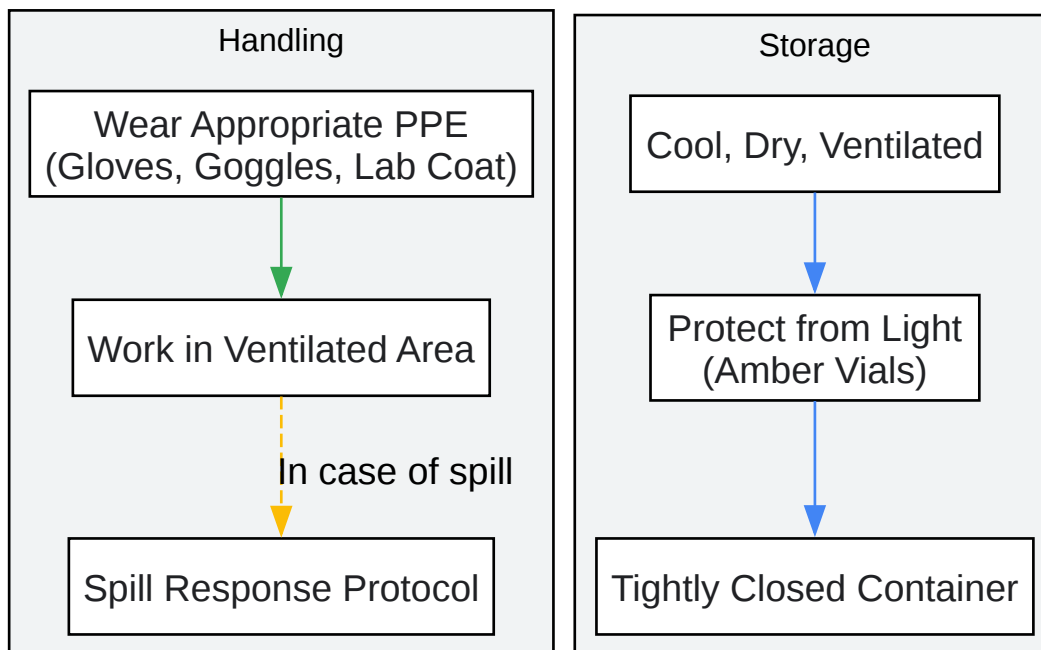 Handling
Wear Appropriate PPE
(Gloves, Goggles, Lab Coat)
Work in Ventilated Area
In case of spill
Spill Response Protocol
Storage
Cool, Dry, Ventilated
Protect from Light
(Amber Vials)
Tightly Closed Container